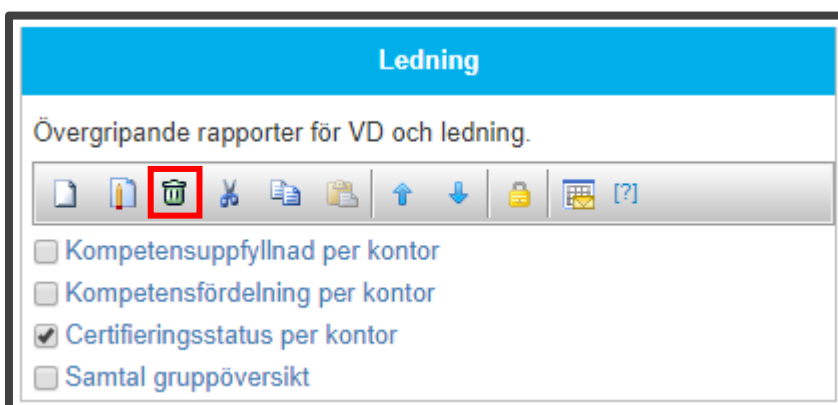 Ledning
Övergripande rapporter för VD och ledning.
[?]
Kompetensuppfyllnad per kontor
Kompetensfördelning per kontor
Certifieringsstatus per kontor
Samtal gruppöversikt